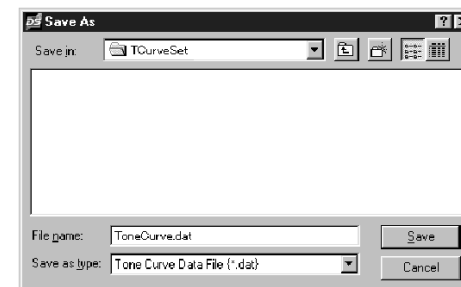 Save As
Save in: TCurveSet
File name: ToneCurve.dat Save
Save as type: Tone Curve Data File (*.dat) Cancel